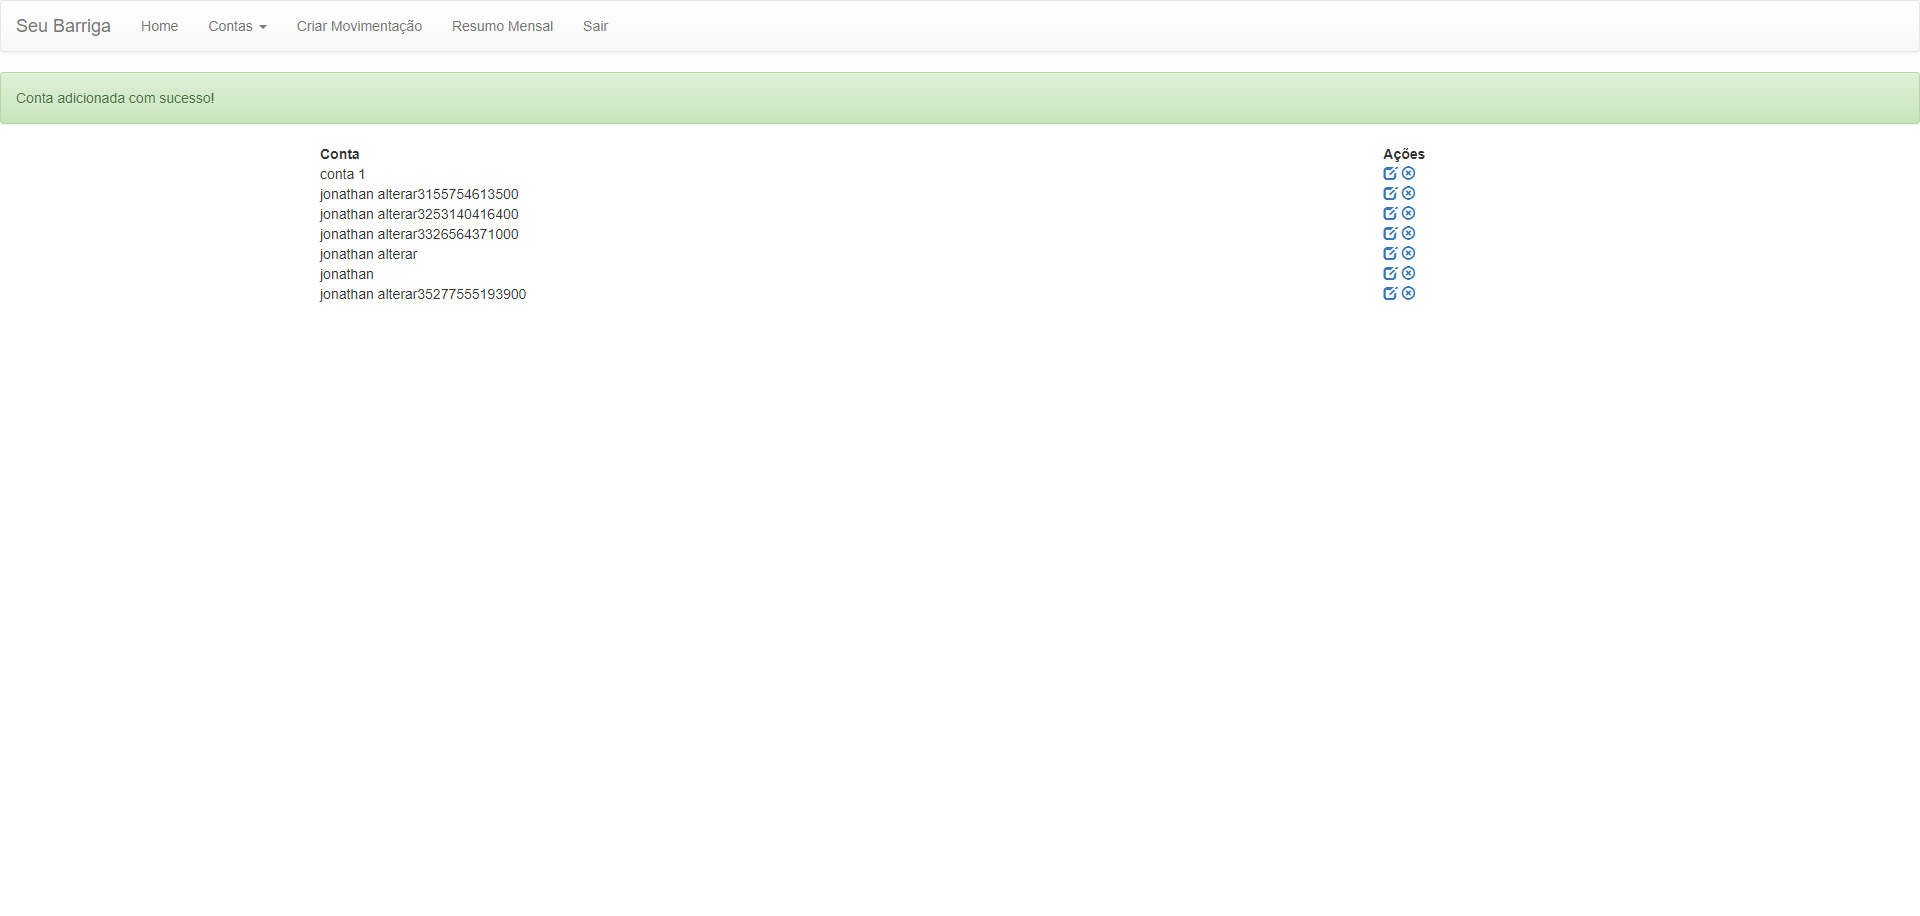 Seu Barriga Home Contas Criar Movimentação Resumo Mensal Sair
Conta adicionada com sucesso!
Conta Ações
conta 1
jonathan alterar3155754613500
jonathan alterar3253140416400
jonathan alterar3326564371000
jonathan alterar
jonathan
jonathan alterar35277555193900